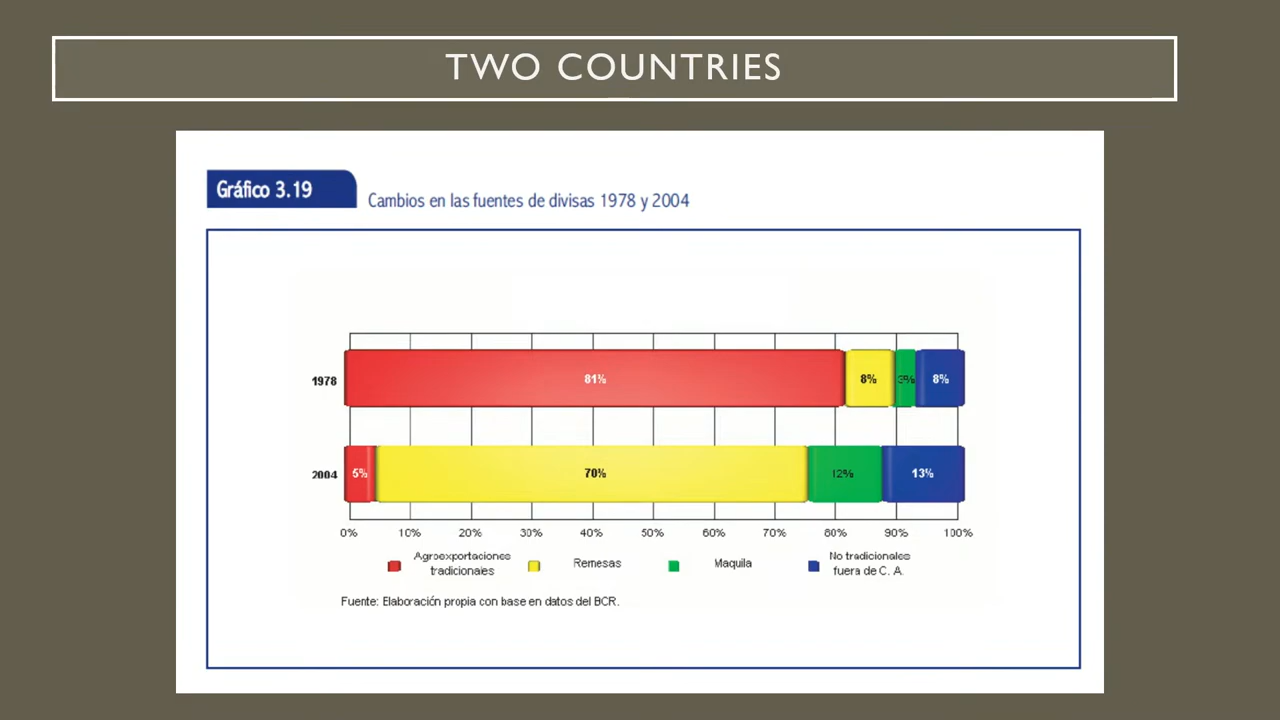 TWO COUNTRIES
Gráfico 3.19
Cambios en las fuentes de divisas 1978 y 2004
1978
81%
8%
3%
8%
2004
5%
70%
12%
13%
0% 10% 20% 30% 40% 50% 60% 70% 80% 90% 100%
Agroexportaciones
tradicionales
Remesas
Maquila
No tradicionales
fuera de C. A.
Fuente: Elaboración propia con base en datos del BCR.